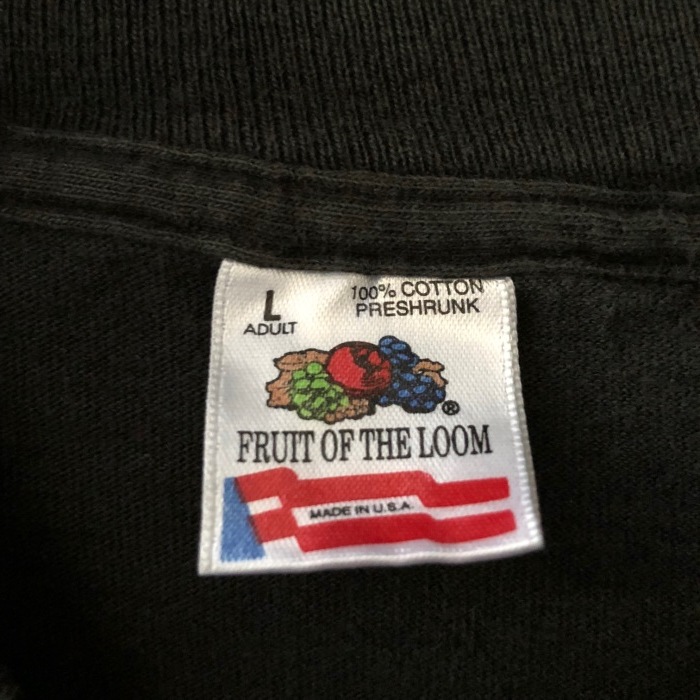 L
ADULT
100% COTTON
PRESHRUNK
®
FRUIT OF THE LOOM
MADE IN U.S.A.